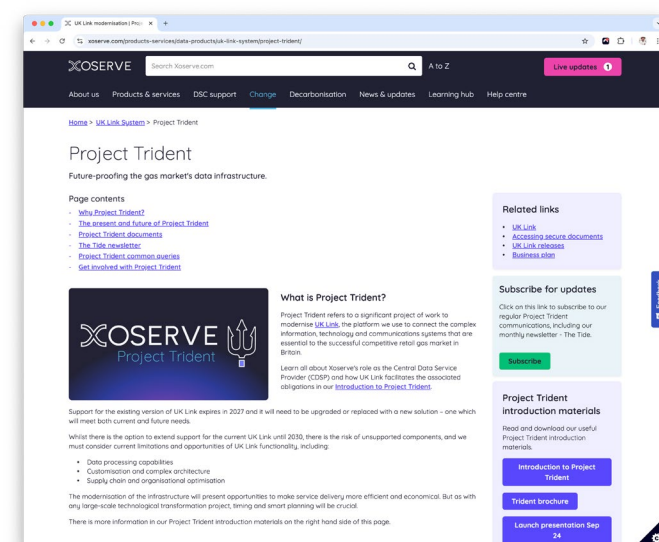 UK Link modernisation | Pro
xoserve.com/products-services/data-products/uk-link-system/project-trident/
XOSERVE
Search Xoserve.com
A to Z
Live updates 1
About us Products & services DSC support Change Decarbonisation News & updates Learning hub Help centre
Home > UK Link System > Project Trident
Project Trident
Future-proofing the gas market's data infrastructure.
Page contents
- Why Project Trident?
- The present and future of Project Trident
- Project Trident documents
- The Tide newsletter
- Project Trident common queries
- Get involved with Project Trident
XOSERVE
Project Trident
What is Project Trident?
Project Trident refers to a significant project of work to
modernise UK Link, the platform we use to connect the complex
information, technology and communications systems that are
essential to the successful competitive retail gas market in
Britain.
Learn all about Xoserve's role as the Central Data Service
Provider (CDSP) and how UK Link facilitates the associated
obligations in our Introduction to Project Trident.
Support for the existing version of UK Link expires in 2027 and it will need to be upgraded or replaced with a new solution – one which
will meet both current and future needs.
Whilst there is the option to extend support for the current UK Link until 2030, there is the risk of unsupported components, and we
must consider current limitations and opportunities of UK Link functionality, including:
• Data processing capabilities
• Customisation and complex architecture
• Supply chain and organisational optimisation
The modernisation of the infrastructure will present opportunities to make service delivery more efficient and economical. But as with
any large-scale technological transformation project, timing and smart planning will be crucial.
There is more information in our Project Trident introduction materials on the right hand side of this page.
Related links
• UK Link
• Accessing secure documents
• UK Link releases
• Business plan
Subscribe for updates
Click on this link to subscribe to our
regular Project Trident
communications, including our
monthly newsletter - The Tide.
Subscribe
Project Trident
introduction materials
Read and download our useful
Project Trident introduction
materials.
Introduction to Project
Trident
Trident brochure
Launch presentation Sep
24